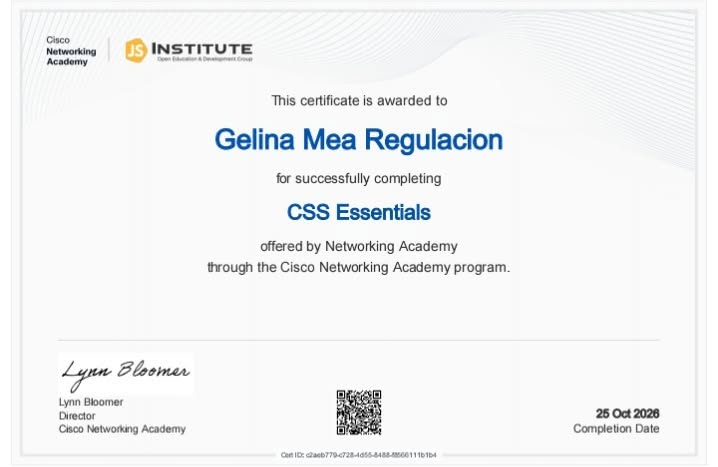 Cisco
Networking
Academy
JS INSTITUTE
Open Education & Development Group
This certificate is awarded to
Gelina Mea Regulacion
for successfully completing
CSS Essentials
offered by Networking Academy
through the Cisco Networking Academy program.
Lynn Bloomer
Lynn Bloomer
Director
Cisco Networking Academy
25 Oct 2026
Completion Date
Cert ID: